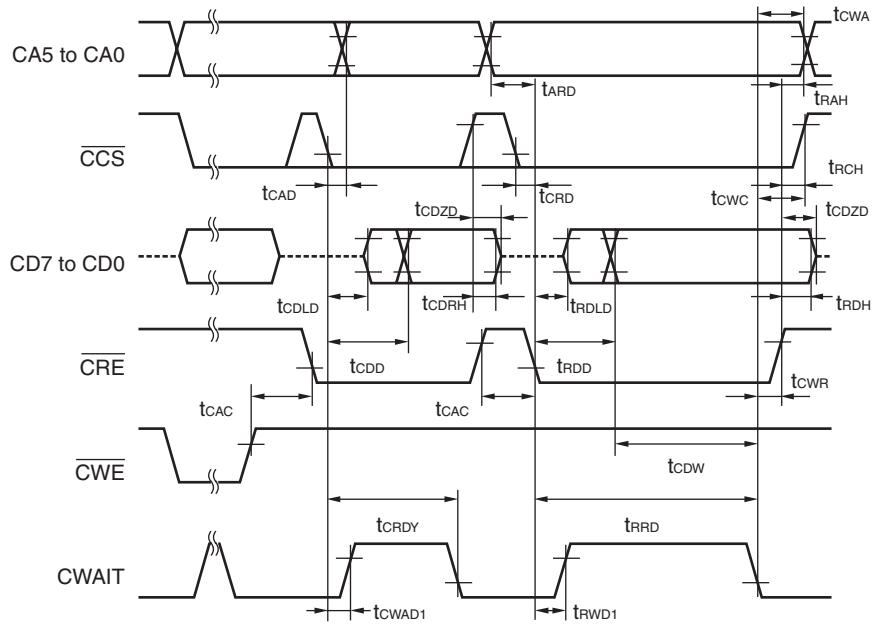 tCWA
CA5 to CA0
tARD
tRAH
CCS
tRCH
tCAD
tCRD
tCWC
tCDZD
tCDZD
CD7 to CD0
tCDLD
tCDRH
tRDLD
tRDH
CRE
tCDD
tRDD
tCWR
tCAC
tCAC
CWE
tCDW
tCRDY
tRRD
CWAIT
tCWAD1
tRWD1